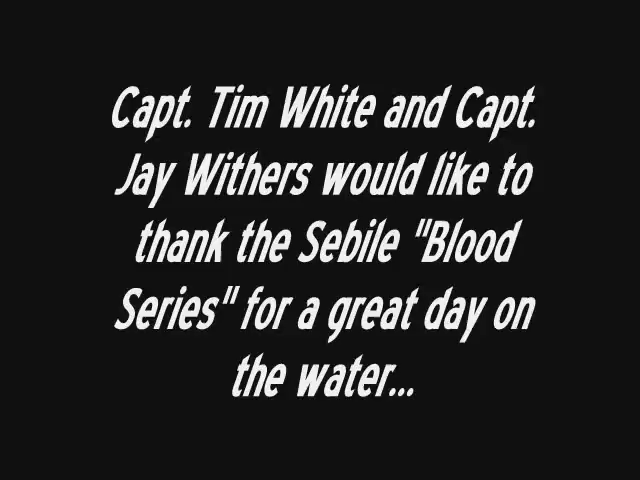 Capt. Tim White and Capt.
Jay Withers would like to
thank the Sebile "Blood
Series" for a great day on
the water...